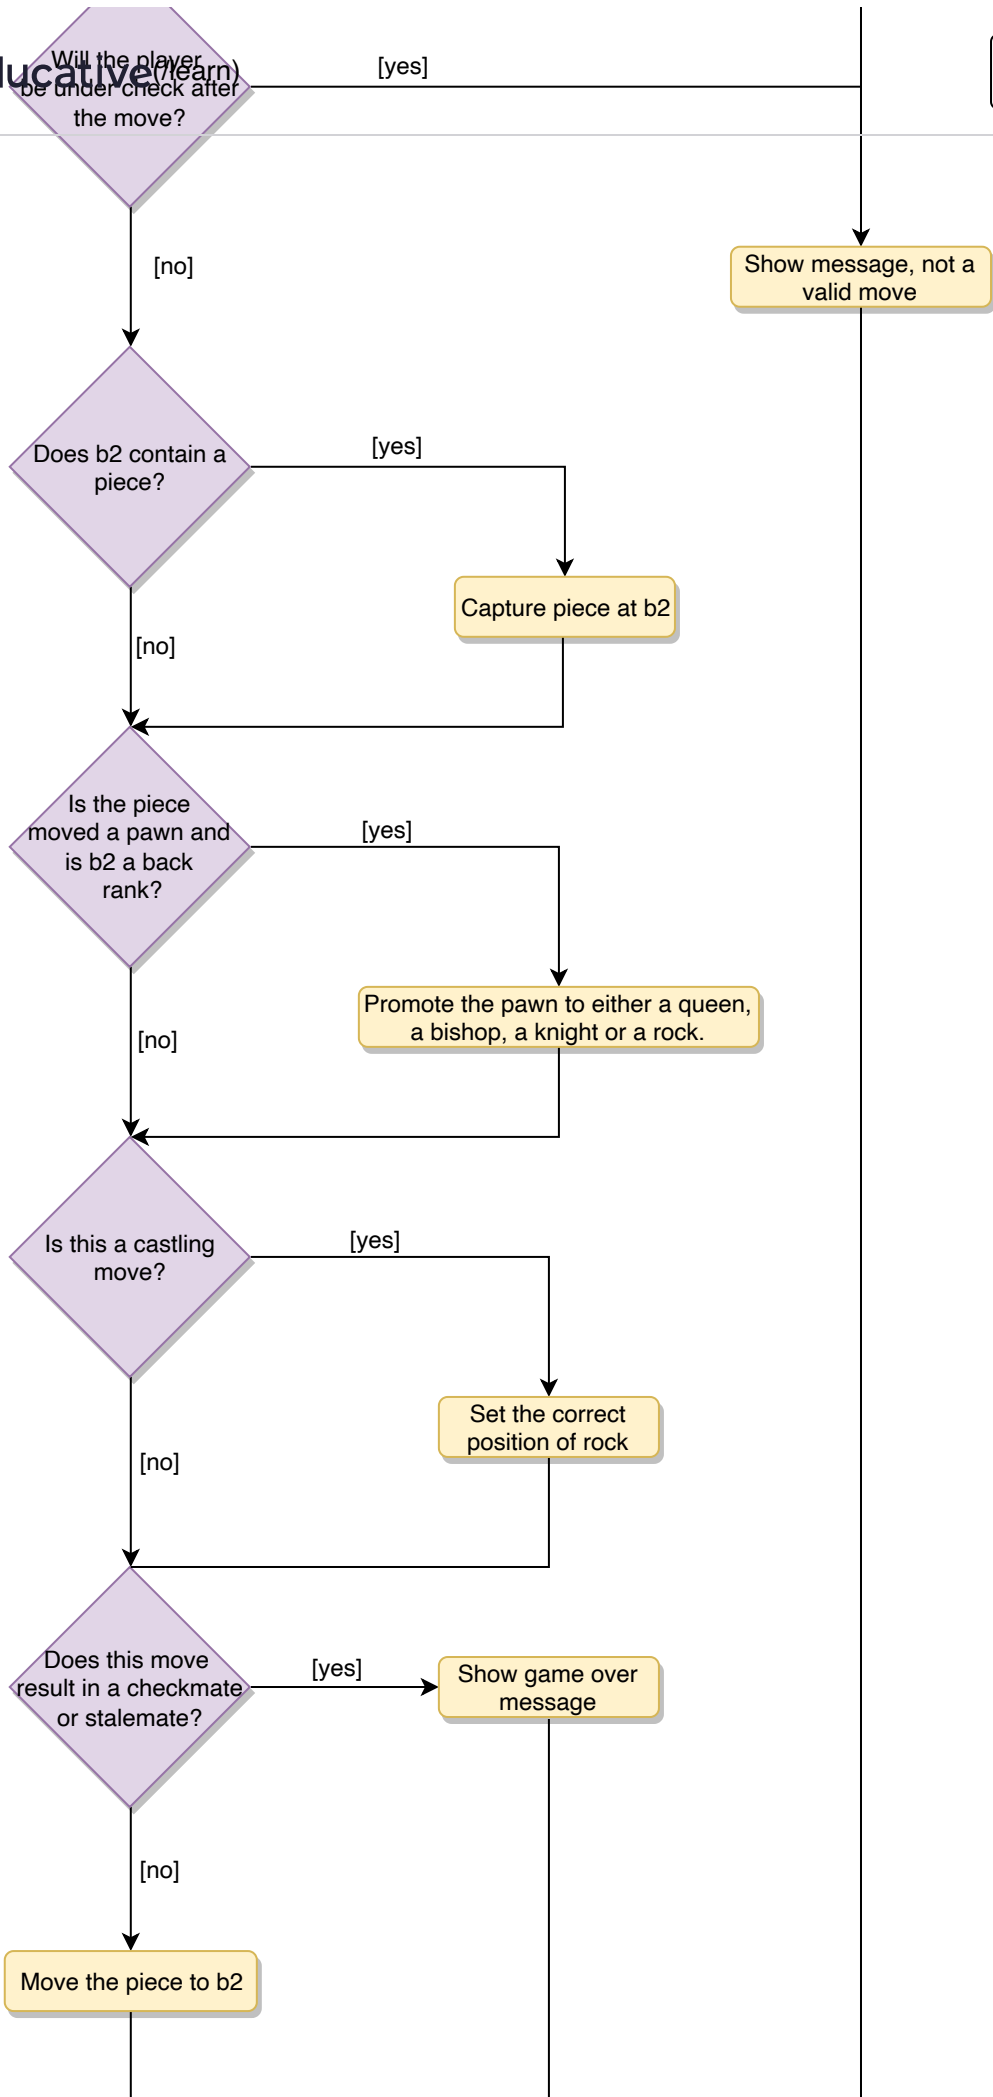 Will the player
ucative(/learn)
be under check after
the move?
[yes]
[no]
Show message, not a
valid move
Does b2 contain a
piece?
[yes]
Capture piece at b2
[no]
Is the piece
moved a pawn and
is b2 a back
rank?
[yes]
Promote the pawn to either a queen,
a bishop, a knight or a rock.
[no]
Is this a castling
move?
[yes]
Set the correct
position of rock
[no]
Does this move
result in a checkmate
or stalemate?
[yes]
Show game over
message
[no]
Move the piece to b2